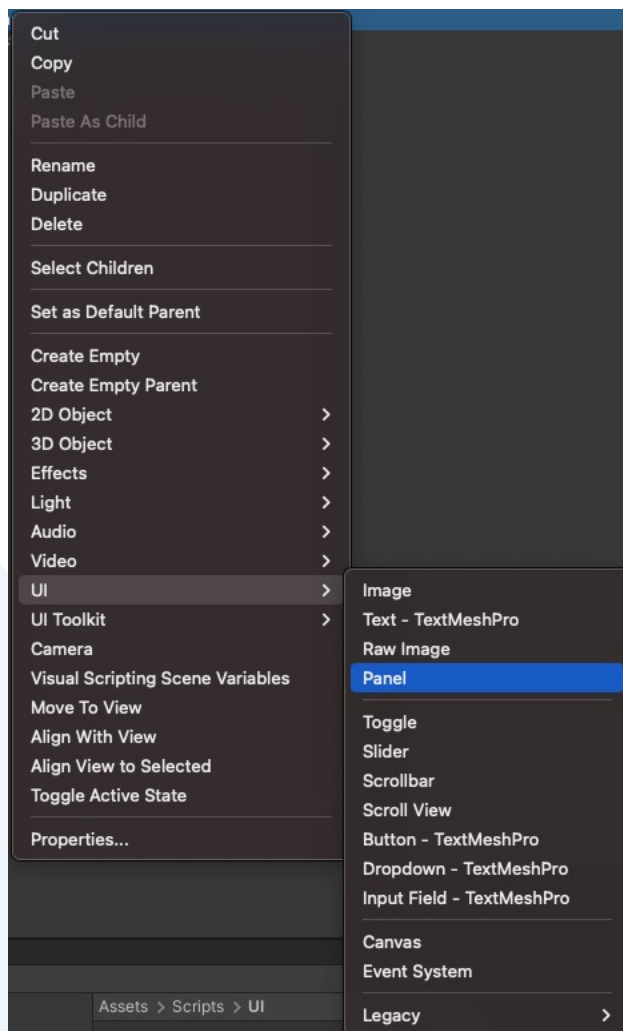 Cut
Copy
Paste
Paste As Child
Rename
Duplicate
Delete
Select Children
Set as Default Parent
Create Empty
Create Empty Parent
2D Object
3D Object
Effects
Light
Audio
Video
UI
UI Toolkit
Camera
Visual Scripting Scene Variables
Move To View
Align With View
Align View to Selected
Toggle Active State
Properties...
Image
Text - TextMeshPro
Raw Image
Panel
Toggle
Slider
Scrollbar
Scroll View
Button - TextMeshPro
Dropdown - TextMeshPro
Input Field - TextMeshPro
Canvas
Event System
Legacy
Assets > Scripts > UI